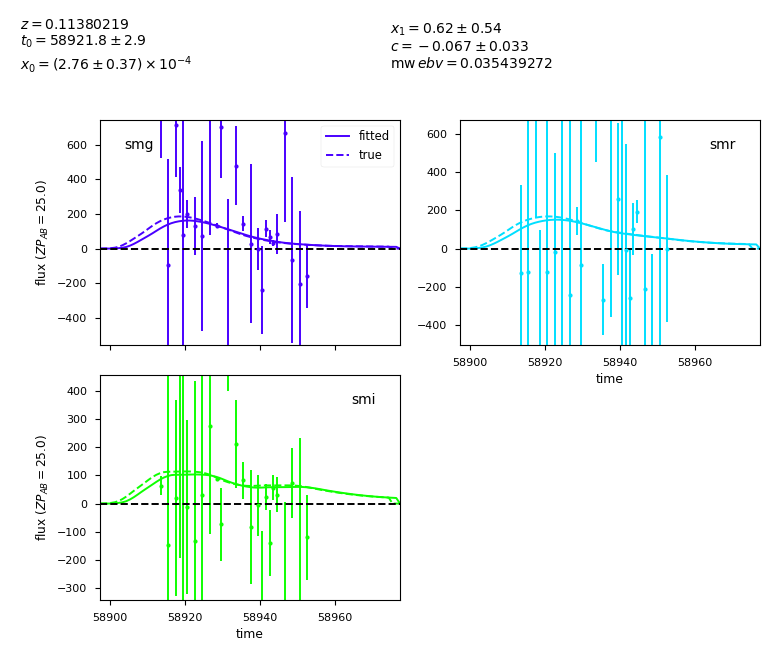 z = 0.11380219
t₀ = 58921.8 ± 2.9
x₀ = (2.76 ± 0.37) × 10⁻⁴
x₁ = 0.62 ± 0.54
c = −0.067 ± 0.033
mw ebv = 0.035439272
smg
fitted
true
600
400
200
0
−200
−400
flux (ZP_AB = 25.0)
smr
600
400
200
0
−200
−400
58900 58920 58940 58960
time
smi
400
300
200
100
0
−100
−200
−300
flux (ZP_AB = 25.0)
58900 58920 58940 58960
time